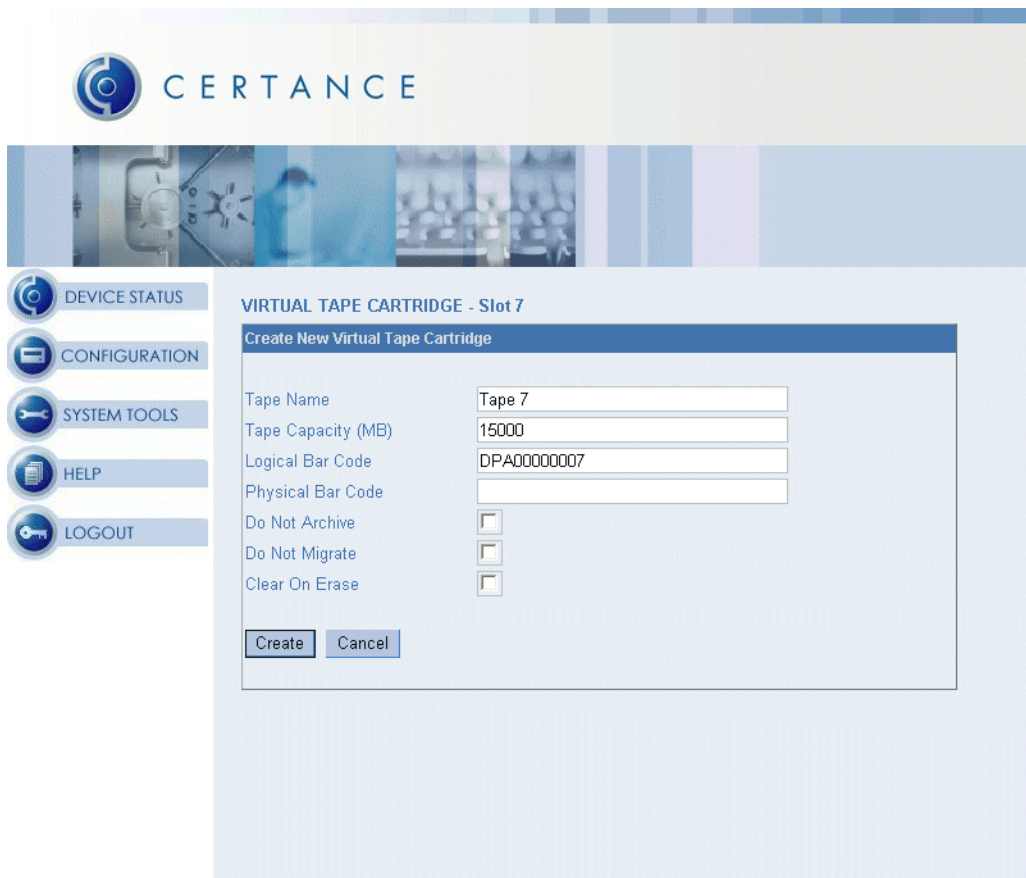 CERTANCE
DEVICE STATUS
CONFIGURATION
SYSTEM TOOLS
HELP
LOGOUT
VIRTUAL TAPE CARTRIDGE - Slot 7
Create New Virtual Tape Cartridge
Tape Name Tape 7
Tape Capacity (MB) 15000
Logical Bar Code DPA00000007
Physical Bar Code
Do Not Archive
Do Not Migrate
Clear On Erase
Create Cancel